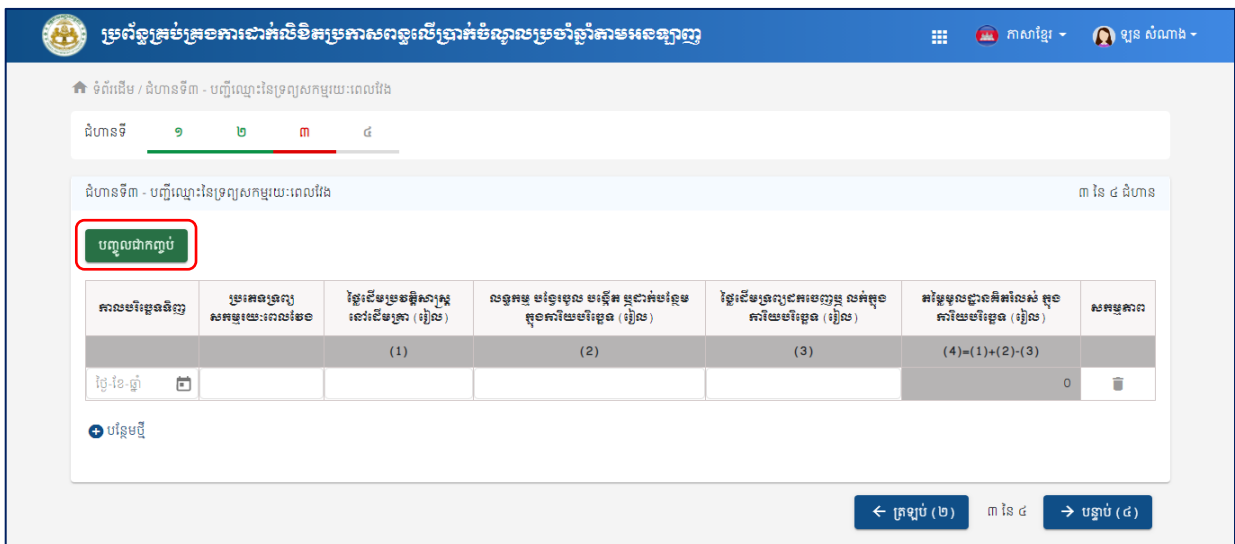 ប្រព័ន្ធគ្រប់គ្រងការដាក់លិខិតប្រកាសពន្ធលើប្រាក់ចំណូលប្រចាំឆ្នាំតាមអនឡាញ
ភាសាខ្មែរ
ឡុន សំណាង
ទំព័រដើម / ជំហានទី៣ - បញ្ជីឈ្មោះនៃទ្រព្យសកម្មរយៈពេលវែង
ជំហានទី ១ ២ ៣ ៤
ជំហានទី៣ - បញ្ជីឈ្មោះនៃទ្រព្យសកម្មរយៈពេលវែង
៣ នៃ ៤ ជំហាន
បញ្ចូលជាកញ្ចប់
កាលបរិច្ឆេទទិញ
ប្រភេទទ្រព្យ
សកម្មរយៈពេលវែង
ថ្លៃដើមប្រវត្តិសាស្ត្រ
នៅដើមគ្រា (រៀល)
លទ្ធកម្ម បង្វែរចូល បង្កើត ឬដាក់បន្ថែម
ក្នុងការិយបរិច្ឆេទ (រៀល)
ថ្លៃដើមទ្រព្យដកចេញឬ លក់ក្នុង
ការិយបរិច្ឆេទ (រៀល)
តម្លៃមូលដ្ឋានគិតរំលស់ ក្នុង
ការិយបរិច្ឆេទ (រៀល)
សកម្មភាព
(1) (2) (3) (4)=(1)+(2)-(3)
ថ្ងៃ-ខែ-ឆ្នាំ 0
បន្ថែមថ្មី
ត្រឡប់ (២) ៣ នៃ ៤ បន្ទាប់ (៤)